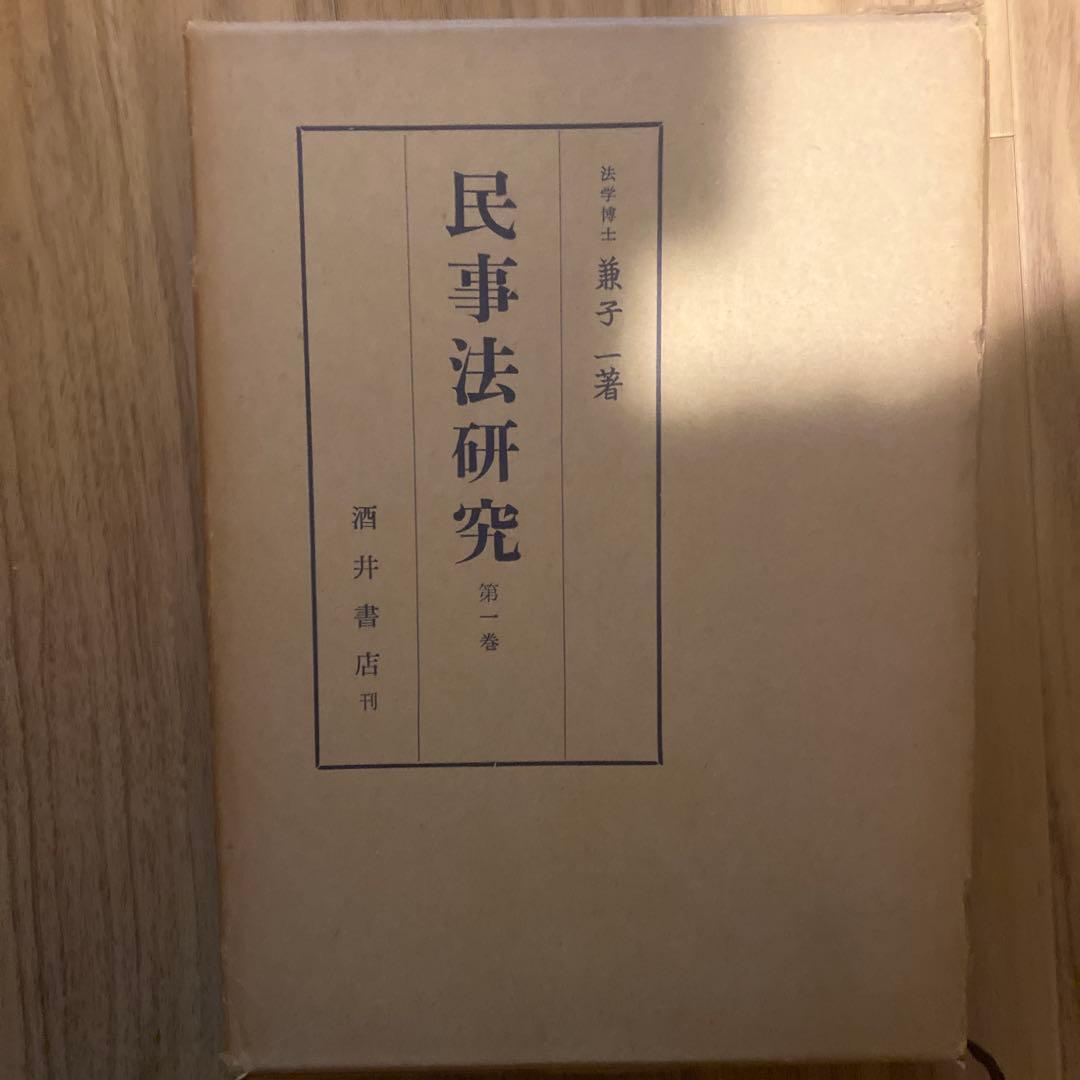 法学博士 兼子一著
民事法研究 第一巻
酒井書店刊